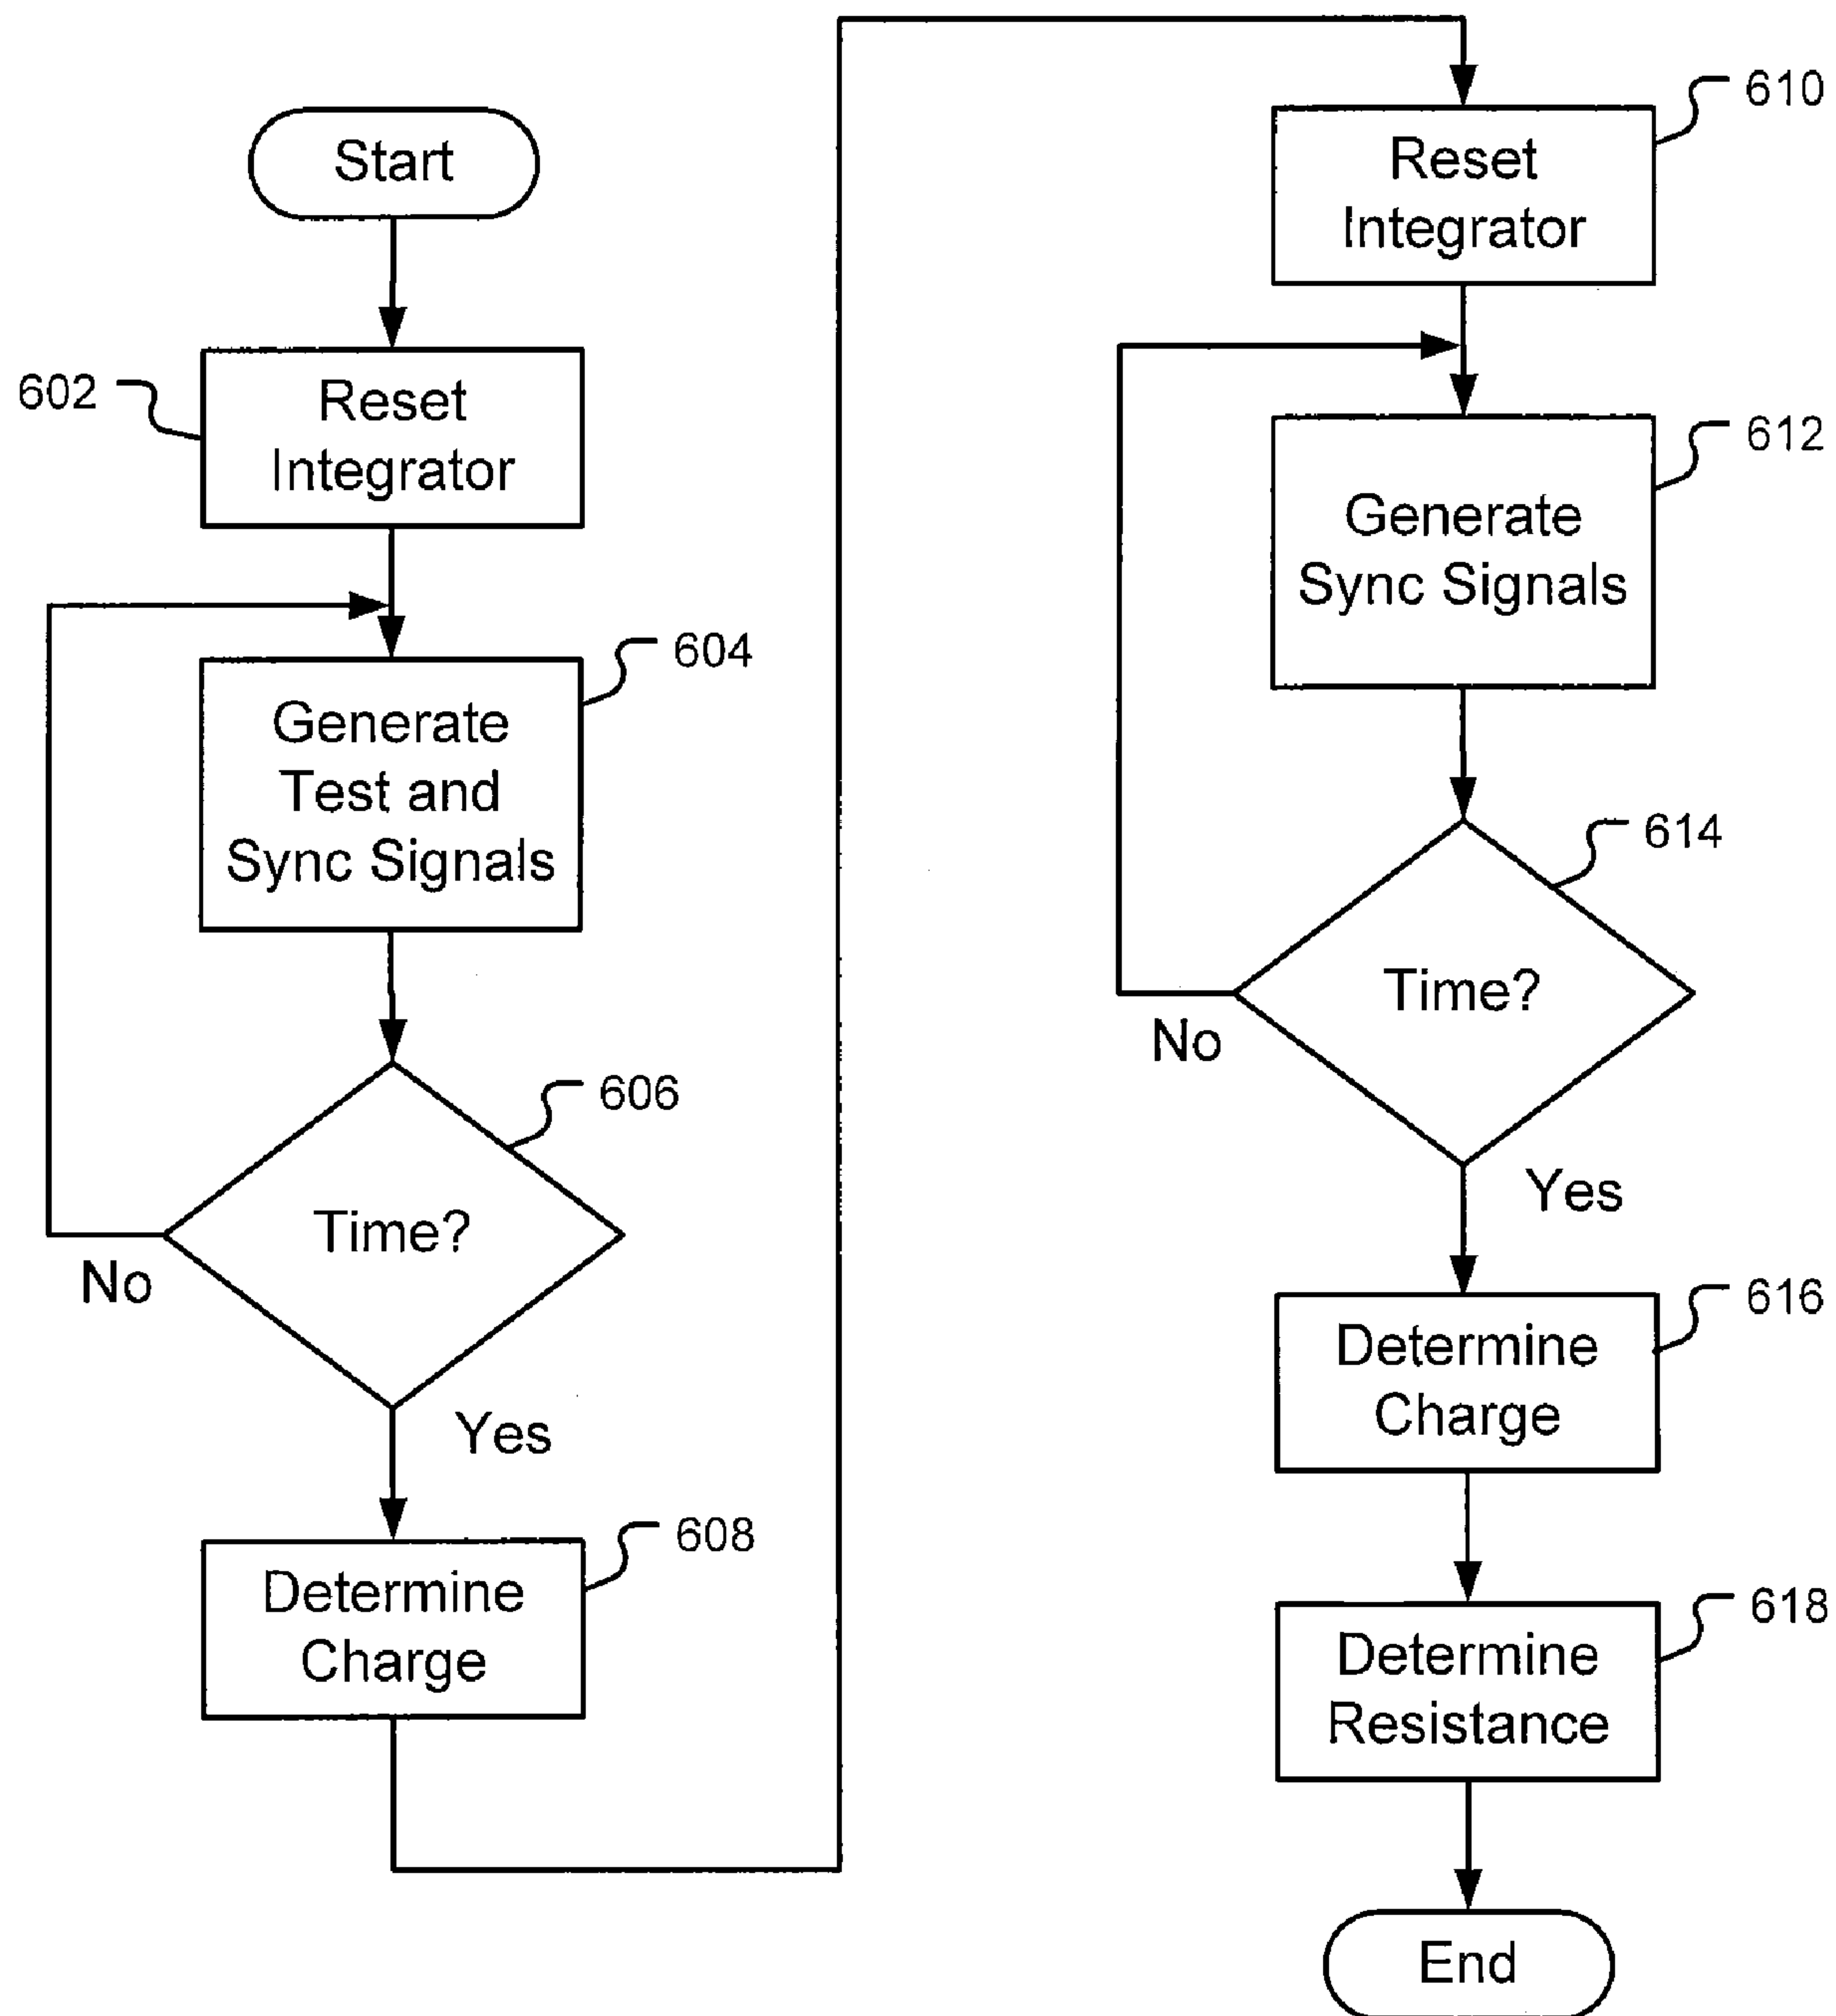 Start
602
Reset
Integrator
604
Generate
Test and
Sync Signals
606
Time?
No
Yes
608
Determine
Charge
610
Reset
Integrator
612
Generate
Sync Signals
614
Time?
No
Yes
616
Determine
Charge
618
Determine
Resistance
End